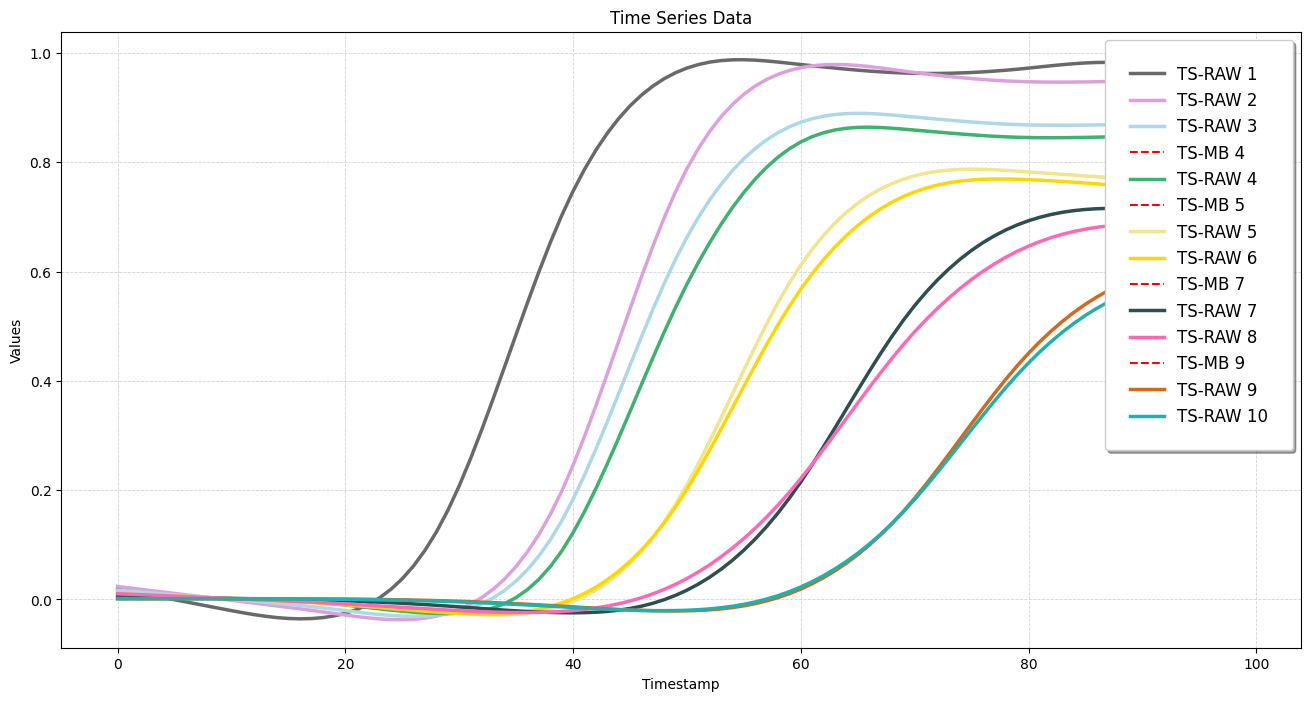 Time Series Data
1.0
0.8
0.6
0.4
0.2
0.0
Values
0
20
40
60
80
100
Timestamp
TS-RAW 1
TS-RAW 2
TS-RAW 3
TS-MB 4
TS-RAW 4
TS-MB 5
TS-RAW 5
TS-RAW 6
TS-MB 7
TS-RAW 7
TS-RAW 8
TS-MB 9
TS-RAW 9
TS-RAW 10